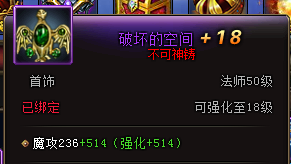 破坏的空间 +18
不可神铸
首饰 法师50级
已绑定 可强化至18级
魔攻236+514（强化+514）